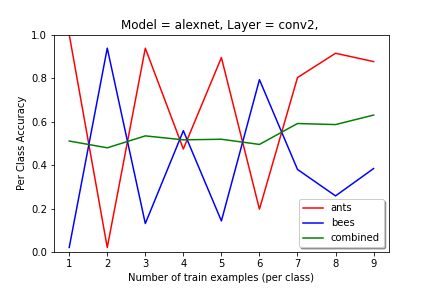 Model = alexnet, Layer = conv2,
Per Class Accuracy
1.0
0.8
0.6
0.4
0.2
0.0
ants
bees
combined
1 2 3 4 5 6 7 8 9
Number of train examples (per class)